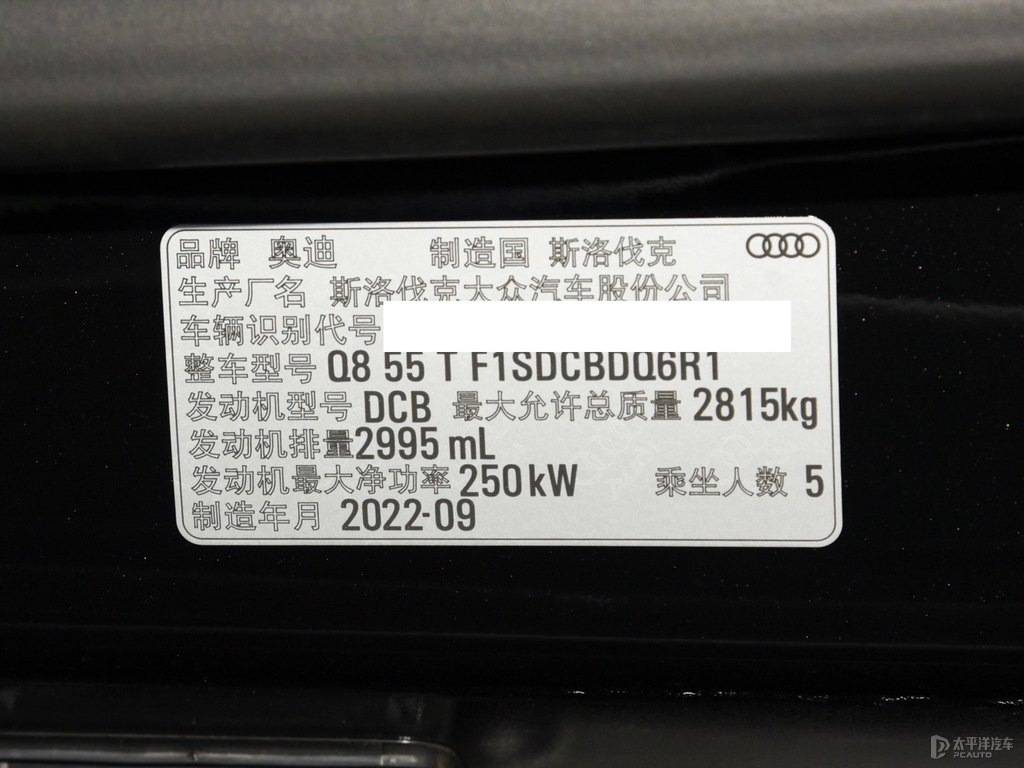 品牌 奥迪 制造国 斯洛伐克
生产厂名 斯洛伐克大众汽车股份公司
车辆识别代号
整车型号 Q8 55 T F1SDCBDQ6R1
发动机型号 DCB 最大允许总质量 2815kg
发动机排量2995 mL
发动机最大净功率 250 kW 乘坐人数 5
制造年月 2022-09
太平洋汽车
PCAUTO